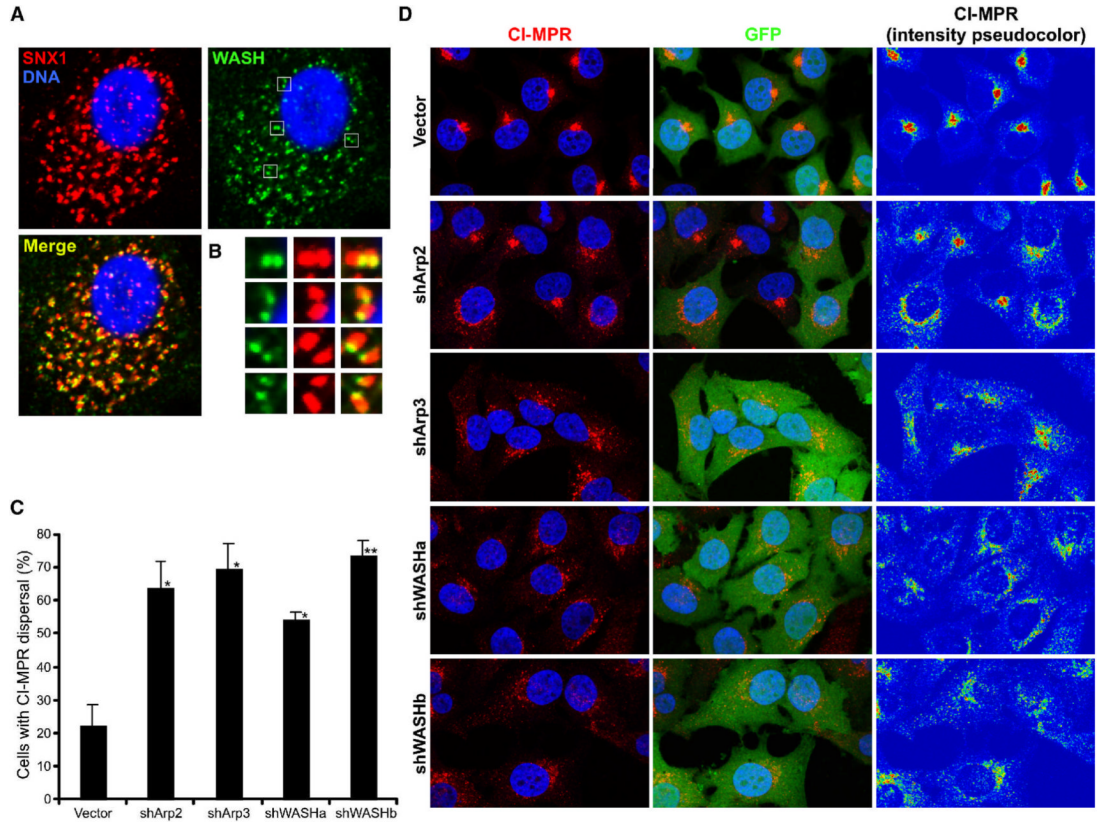 A
SNX1
DNA
WASH
Merge
B
C
Cells with CI-MPR dispersal (%)
80
70
60
50
40
30
20
10
0
*
*
*
**
Vector shArp2 shArp3 shWASHa shWASHb
D
CI-MPR
GFP
CI-MPR
(intensity pseudocolor)
Vector
shArp2
shArp3
shWASHa
shWASHb